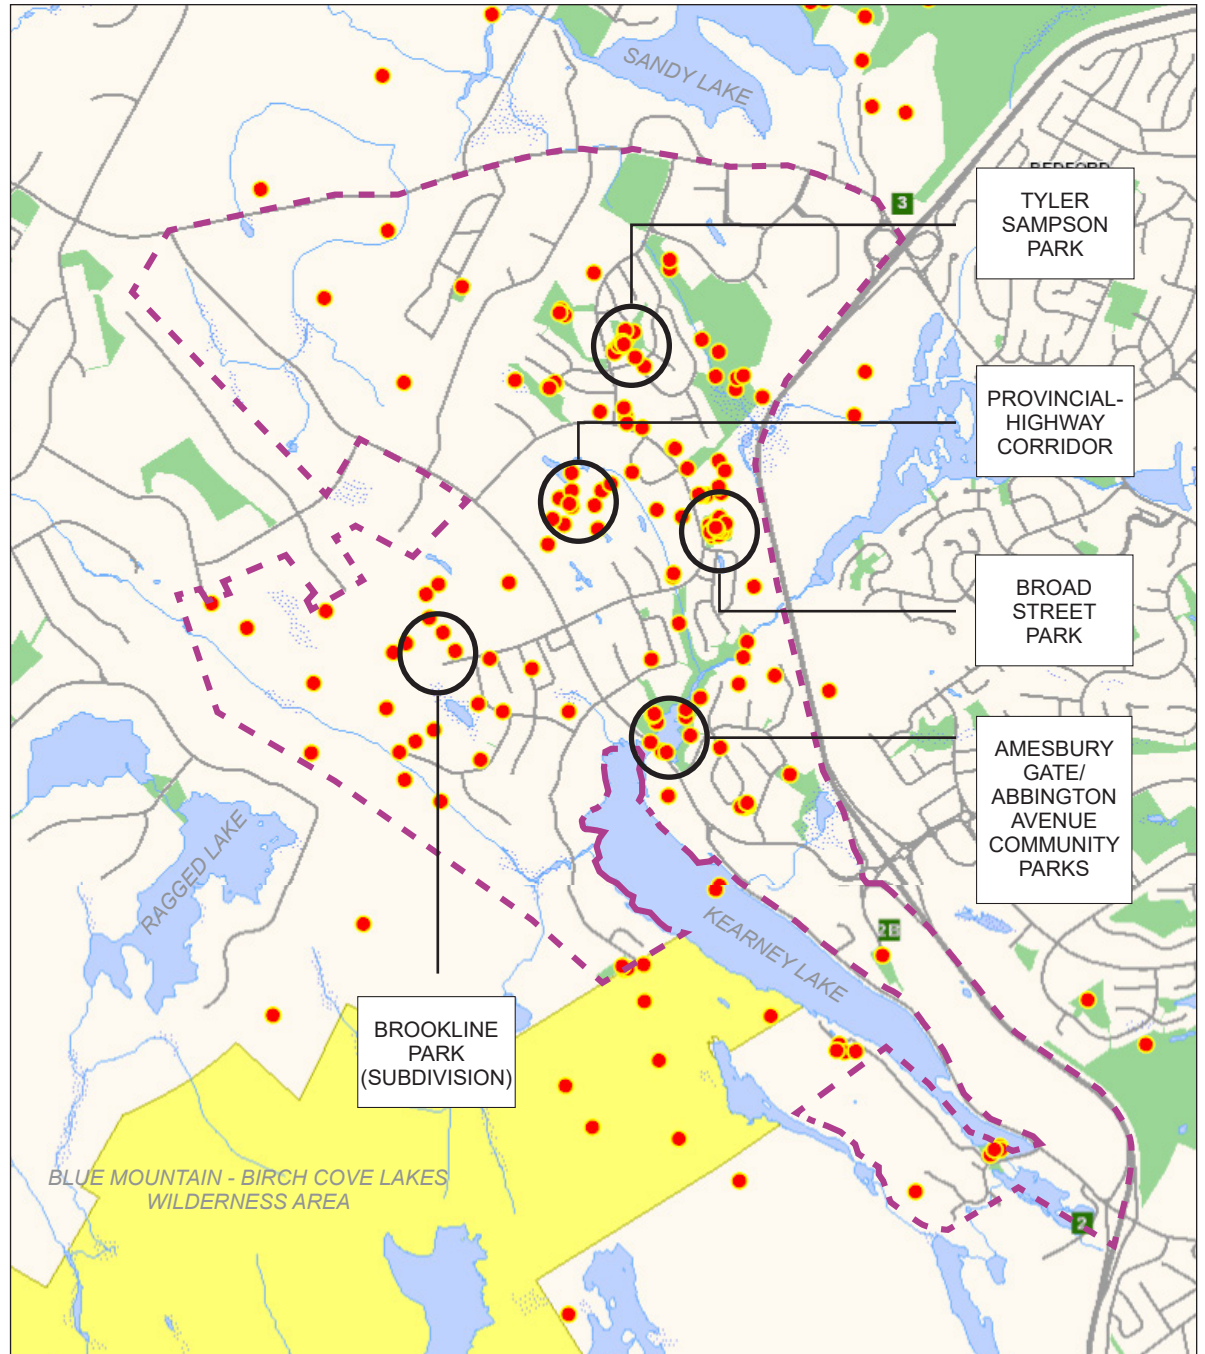 SANDY LAKE
BEDFORD
3
TYLER
SAMPSON
PARK
PROVINCIAL-
HIGHWAY
CORRIDOR
BROAD
STREET
PARK
AMESBURY
GATE/
ABBINGTON
AVENUE
COMMUNITY
PARKS
RAGGED LAKE
KEARNEY LAKE
2B
BROOKLINE
PARK
(SUBDIVISION)
BLUE MOUNTAIN - BIRCH COVE LAKES
WILDERNESS AREA
2